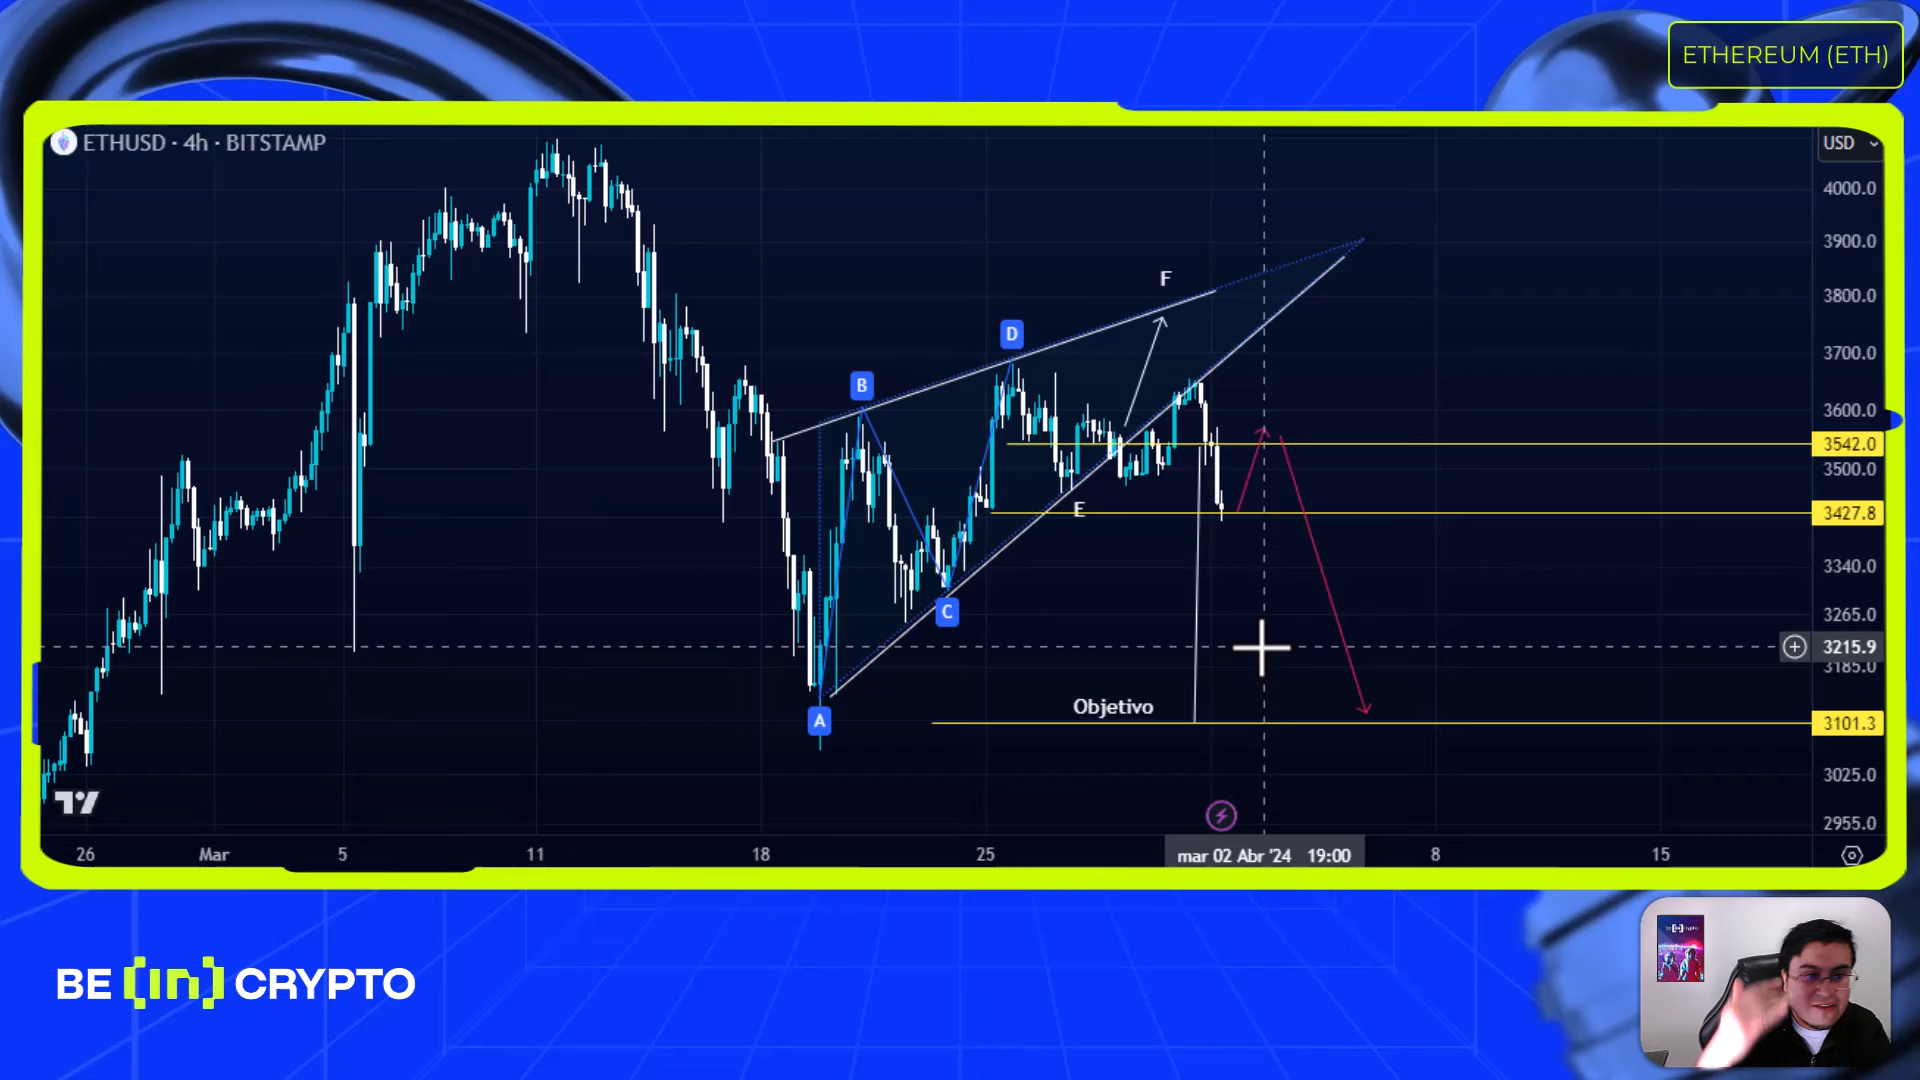 ETHEREUM (ETH)
ETHUSD · 4h · BITSTAMP
USD
4000.0
3900.0
3800.0
3700.0
3600.0
3542.0
3500.0
3427.8
3340.0
3265.0
3215.9
3185.0
3101.3
3025.0
2955.0
F
D
B
E
C
Objetivo
A
26
Mar
5
11
18
25
mar 02 Abr '24 19:00
8
15
BE [In] CRYPTO